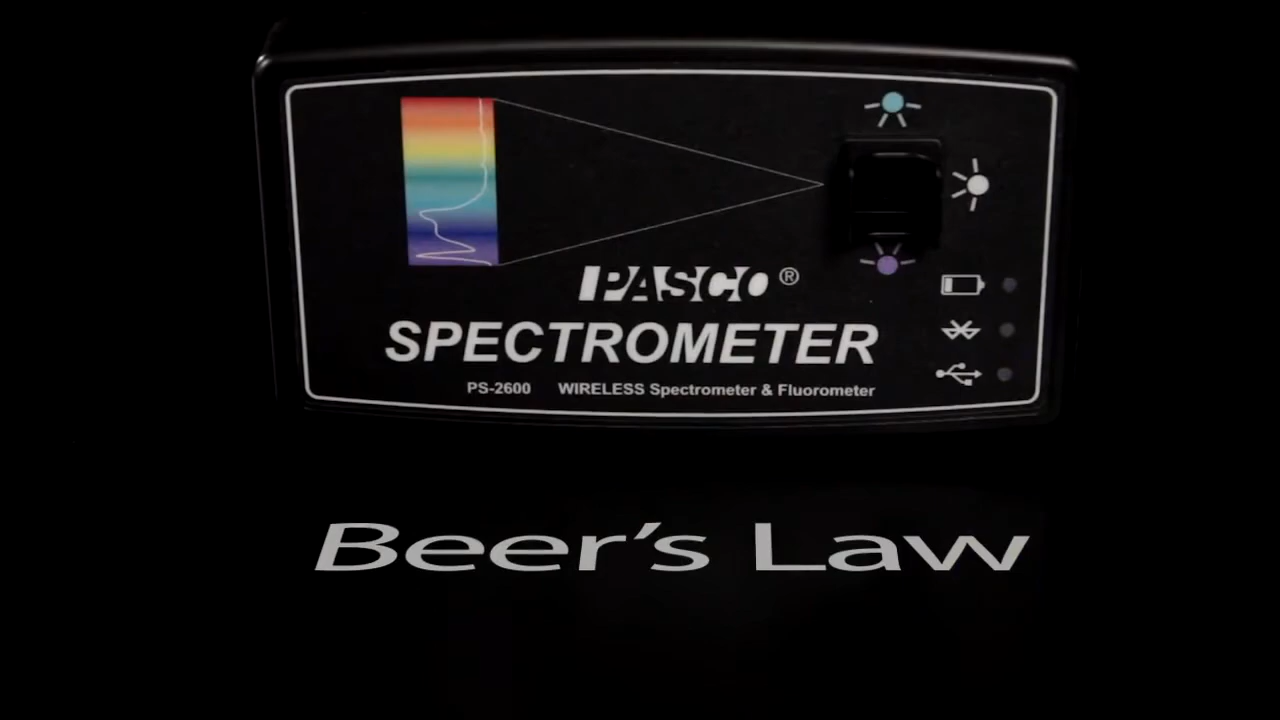 PASCO®
SPECTROMETER
PS-2600 WIRELESS Spectrometer & Fluorometer
Beer's Law